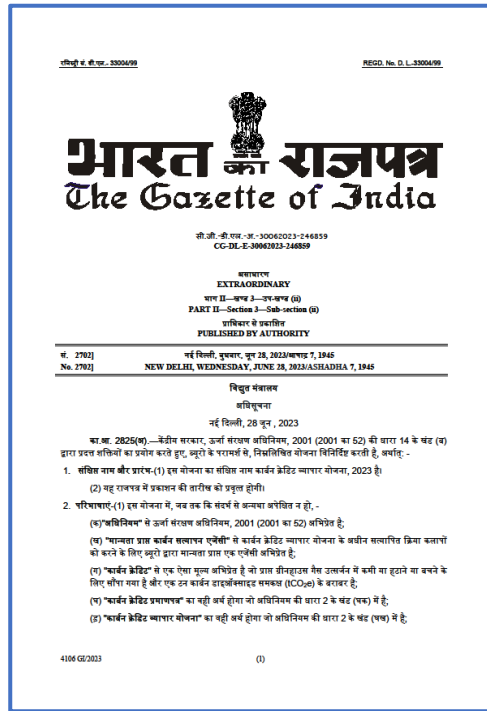 रजिस्ट्री सं. डी.एल.- 33004/99
REGD. No. D. L.-33004/99
भारत का राजपत्र
The Gazette of India
सी.जी.-डी.एल.-अ.-30062023-246859
CG-DL-E-30062023-246859
असाधारण
EXTRAORDINARY
भाग II—खण्ड 3—उप-खण्ड (ii)
PART II—Section 3—Sub-section (ii)
प्राधिकार से प्रकाशित
PUBLISHED BY AUTHORITY
सं. 2702]
नई दिल्ली, बुधवार, जून 28, 2023/आषाढ़ 7, 1945
No. 2702]
NEW DELHI, WEDNESDAY, JUNE 28, 2023/ASHADHA 7, 1945
विद्युत मंत्रालय
अधिसूचना
नई दिल्ली, 28 जून , 2023
का.आ. 2825(अ).—केंद्रीय सरकार, ऊर्जा संरक्षण अधिनियम, 2001 (2001 का 52) की धारा 14 के खंड (ब)
द्वारा प्रदत्त शक्तियों का प्रयोग करते हुए, ब्यूरो के परामर्श से, निम्नलिखित योजना विनिर्दिष्ट करती है, अर्थात्: -
1. संक्षिप्त नाम और प्रारंभ-(1) इस योजना का संक्षिप्त नाम कार्बन क्रेडिट व्यापार योजना, 2023 है।
(2) यह राजपत्र में प्रकाशन की तारीख को प्रवृत्त होगी।
2. परिभाषाएं-(1) इस योजना में, जब तक कि संदर्भ से अन्यथा अपेक्षित न हो, -
(क)"अधिनियम" से ऊर्जा संरक्षण अधिनियम, 2001 (2001 का 52) अभिप्रेत है;
(ख) "मान्यता प्राप्त कार्बन सत्यापन एजेंसी" से कार्बन क्रेडिट व्यापार योजना के अधीन सत्यापित क्रिया कलापों
को करने के लिए ब्यूरो द्वारा मान्यता प्राप्त एक एजेंसी अभिप्रेत है;
(ग) "कार्बन क्रेडिट" से एक ऐसा मूल्य अभिप्रेत है जो प्राप्त ग्रीनहाउस गैस उत्सर्जन में कमी या हटाने या बचने के
लिए सौंपा गया है और एक टन कार्बन डाइऑक्साइड समकक्ष (tCO₂e) के बराबर है;
(घ) "कार्बन क्रेडिट प्रमाणपत्र" का वही अर्थ होगा जो अधिनियम की धारा 2 के खंड (चक) में है;
(ङ) "कार्बन क्रेडिट व्यापार योजना" का वही अर्थ होगा जो अधिनियम की धारा 2 के खंड (चख) में है;
4106 GI/2023
(1)